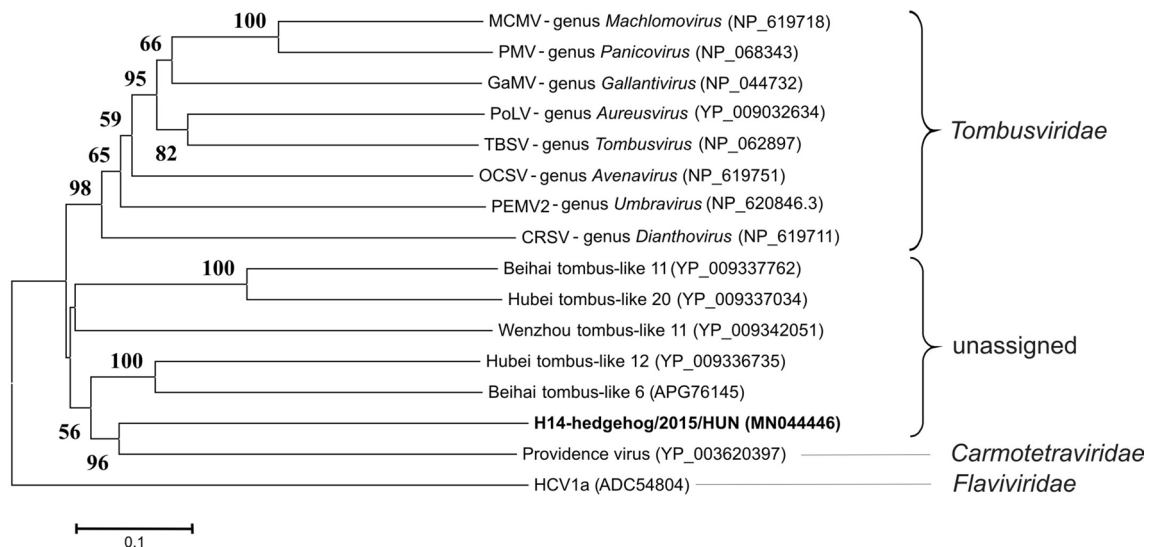 100
MCMV - genus Machlomovirus (NP_619718)
66
PMV - genus Panicovirus (NP_068343)
95
GaMV - genus Gallantivirus (NP_044732)
59
PoLV - genus Aureusvirus (YP_009032634)
82
TBSV - genus Tombusvirus (NP_062897)
Tombusviridae
65
OCSV - genus Avenavirus (NP_619751)
98
PEMV2 - genus Umbravirus (NP_620846.3)
CRSV - genus Dianthovirus (NP_619711)
100
Beihai tombus-like 11 (YP_009337762)
Hubei tombus-like 20 (YP_009337034)
Wenzhou tombus-like 11 (YP_009342051)
unassigned
100
Hubei tombus-like 12 (YP_009336735)
Beihai tombus-like 6 (APG76145)
56
H14-hedgehog/2015/HUN (MN044446)
96
Providence virus (YP_003620397)
Carmotetraviridae
HCV1a (ADC54804)
Flaviviridae
0.1